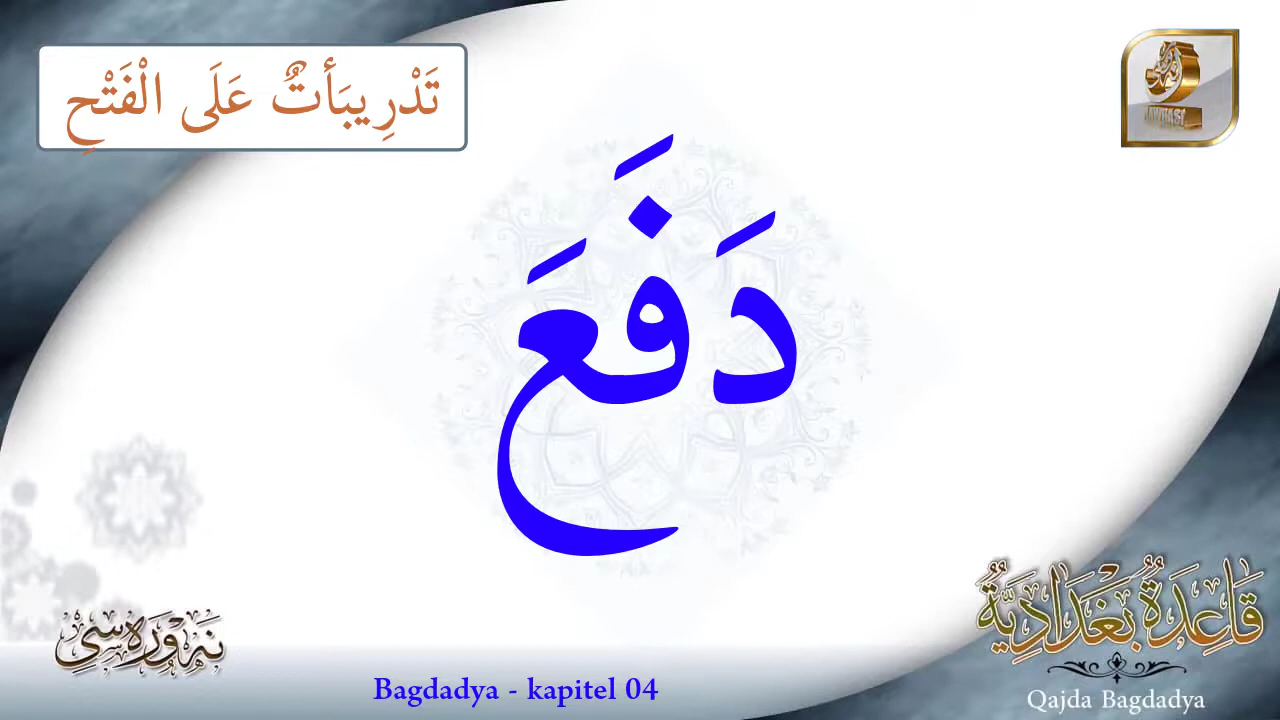 تَدْرِيبَأتٌ عَلَى الْفَتْحِ
دَفَعَ
قَاعِدَةٌ بَغْدَادِيَّةٌ
Qajda Bagdadya
نَه‌وْرَه‌سِىِ
Bagdadya - kapitel 04